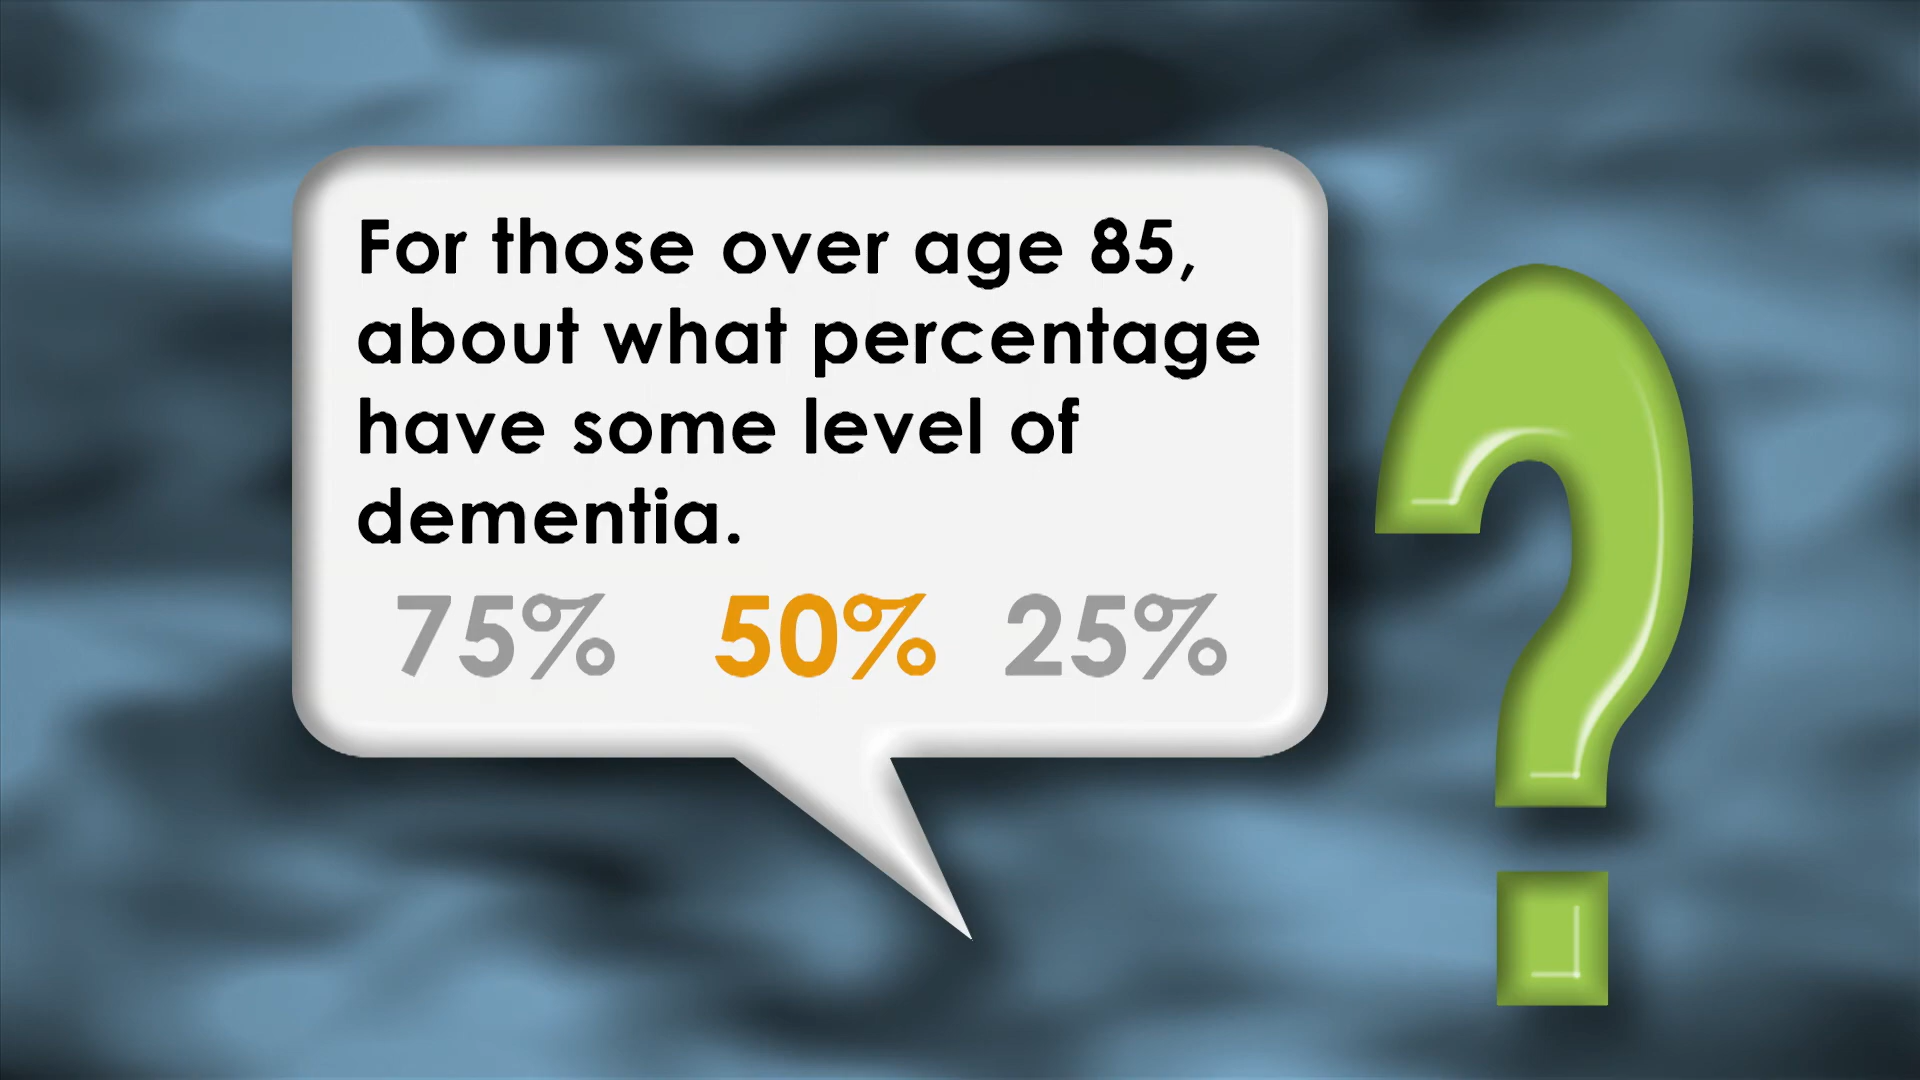 For those over age 85,
about what percentage
have some level of
dementia.
75% 50% 25%
?